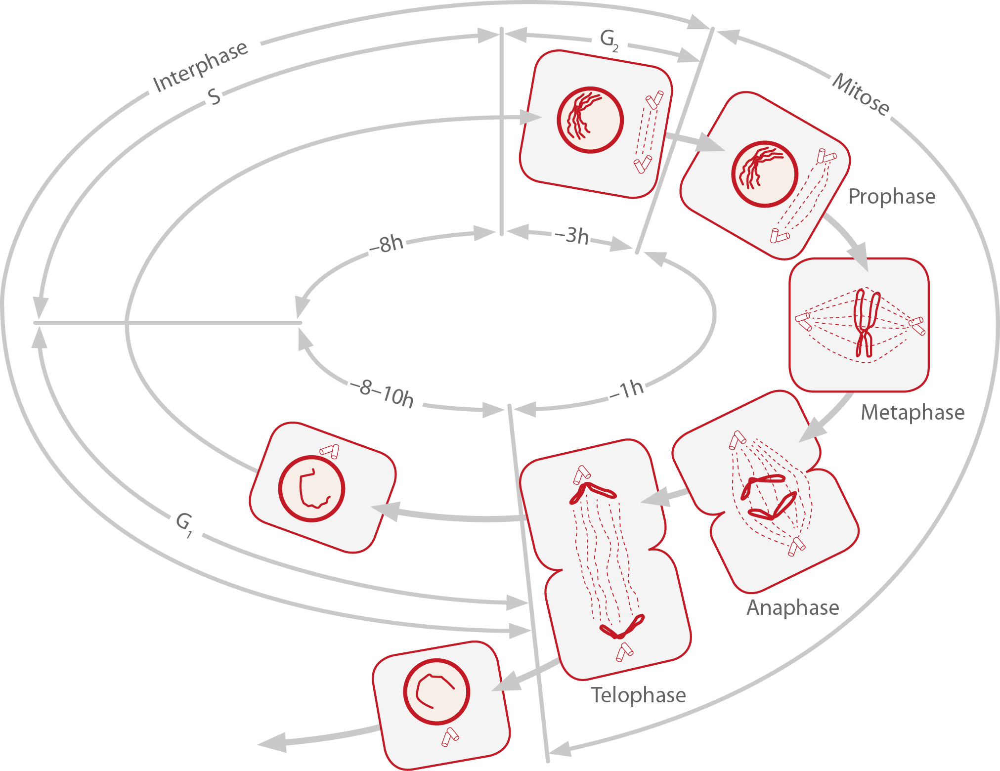 Interphase
S
G2
Mitose
Prophase
–8h
–3h
Metaphase
–8–10h
–1h
G1
Anaphase
Telophase